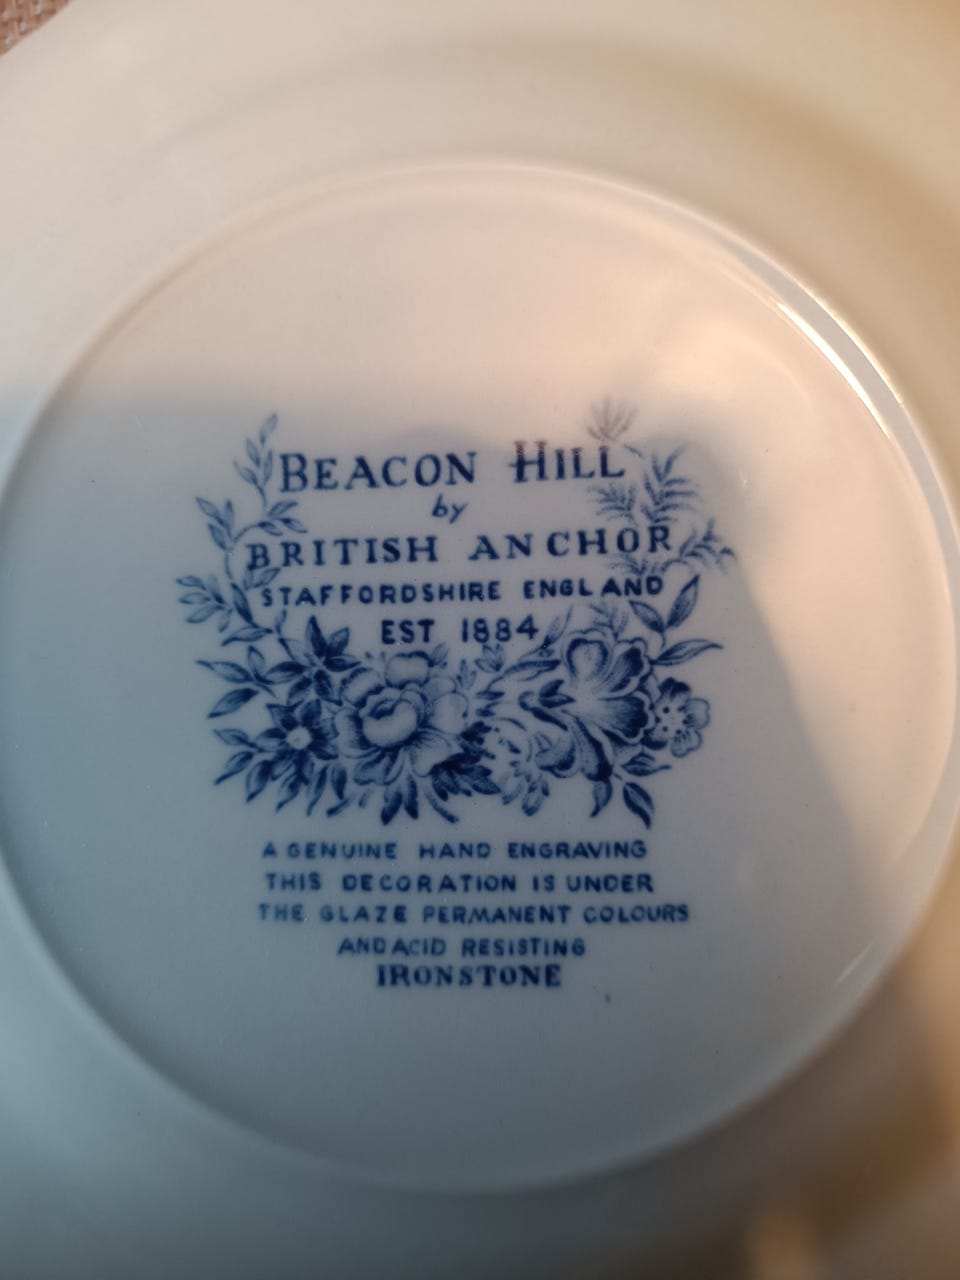 BEACON HILL
by
BRITISH ANCHOR
STAFFORDSHIRE ENGLAND
EST 1884
A GENUINE HAND ENGRAVING
THIS DECORATION IS UNDER
THE GLAZE PERMANENT COLOURS
AND ACID RESISTING
IRONSTONE